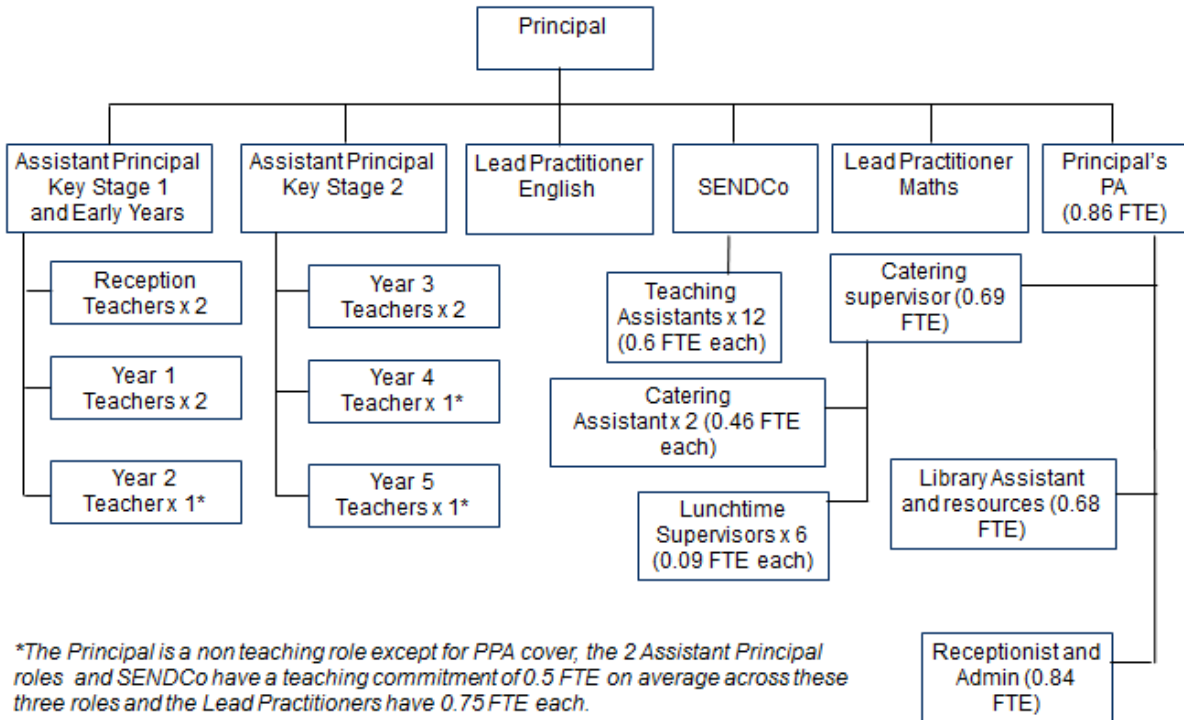 Principal
Assistant Principal
Key Stage 1
and Early Years
Assistant Principal
Key Stage 2
Lead Practitioner
English
SENDCo
Lead Practitioner
Maths
Principal's
PA
(0.86 FTE)
Reception
Teachers x 2
Year 1
Teachers x 2
Year 2
Teacher x 1*
Year 3
Teachers x 2
Year 4
Teacher x 1*
Year 5
Teachers x 1*
Teaching
Assistants x 12
(0.6 FTE each)
Catering
supervisor (0.69
FTE)
Catering
Assistant x 2 (0.46 FTE
each)
Lunchtime
Supervisors x 6
(0.09 FTE each)
Library Assistant
and resources (0.68
FTE)
Receptionist and
Admin (0.84
FTE)
*The Principal is a non teaching role except for PPA cover, the 2 Assistant Principal
roles and SENDCo have a teaching commitment of 0.5 FTE on average across these
three roles and the Lead Practitioners have 0.75 FTE each.